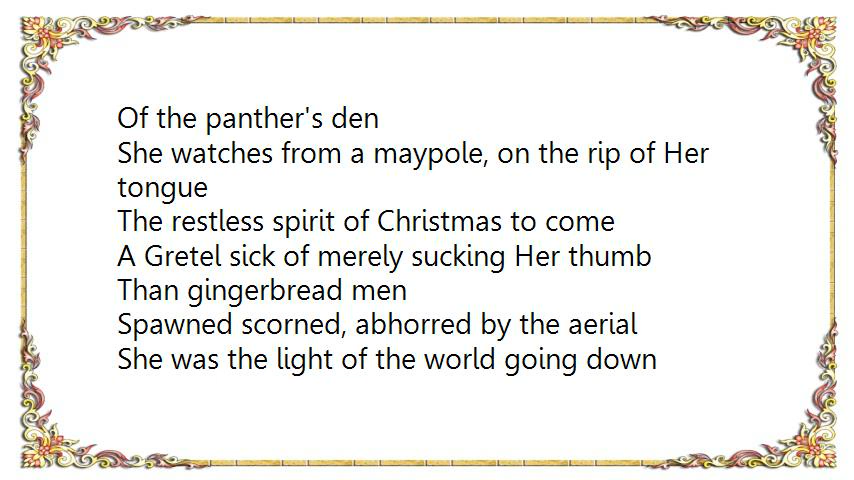 Of the panther's den
She watches from a maypole, on the rip of Her
tongue
The restless spirit of Christmas to come
A Gretel sick of merely sucking Her thumb
Than gingerbread men
Spawned scorned, abhorred by the aerial
She was the light of the world going down